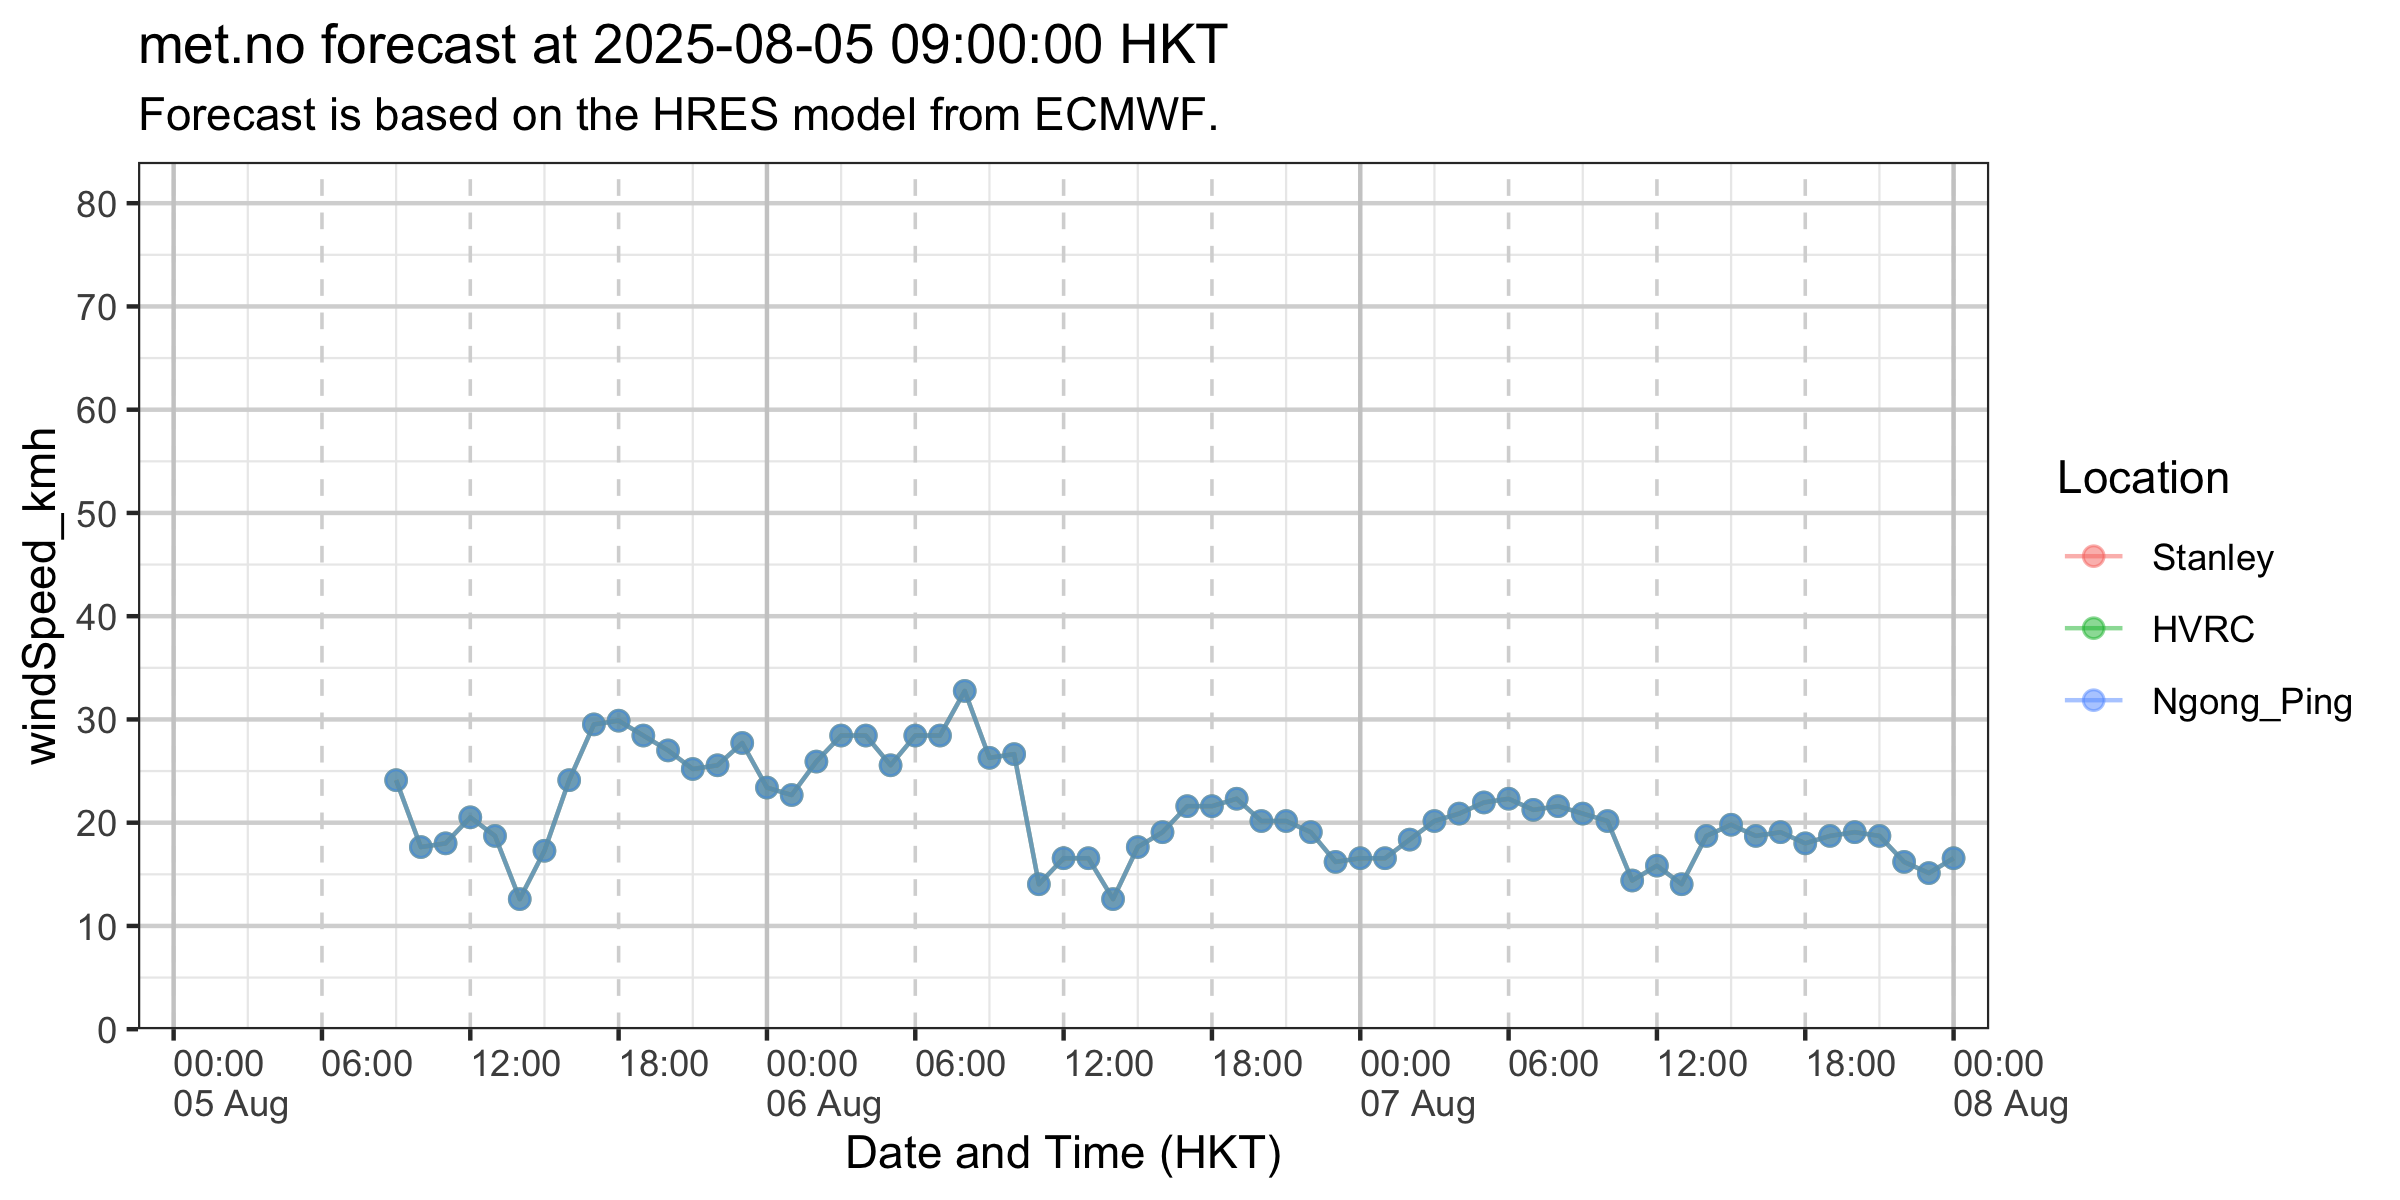 met.no forecast at 2025-08-05 09:00:00 HKT
Forecast is based on the HRES model from ECMWF.
windSpeed_kmh
80
70
60
50
40
30
20
10
0
00:00 06:00 12:00 18:00 00:00 06:00 12:00 18:00 00:00 06:00 12:00 18:00 00:00
05 Aug 06 Aug 07 Aug 08 Aug
Date and Time (HKT)
Location
Stanley
HVRC
Ngong_Ping